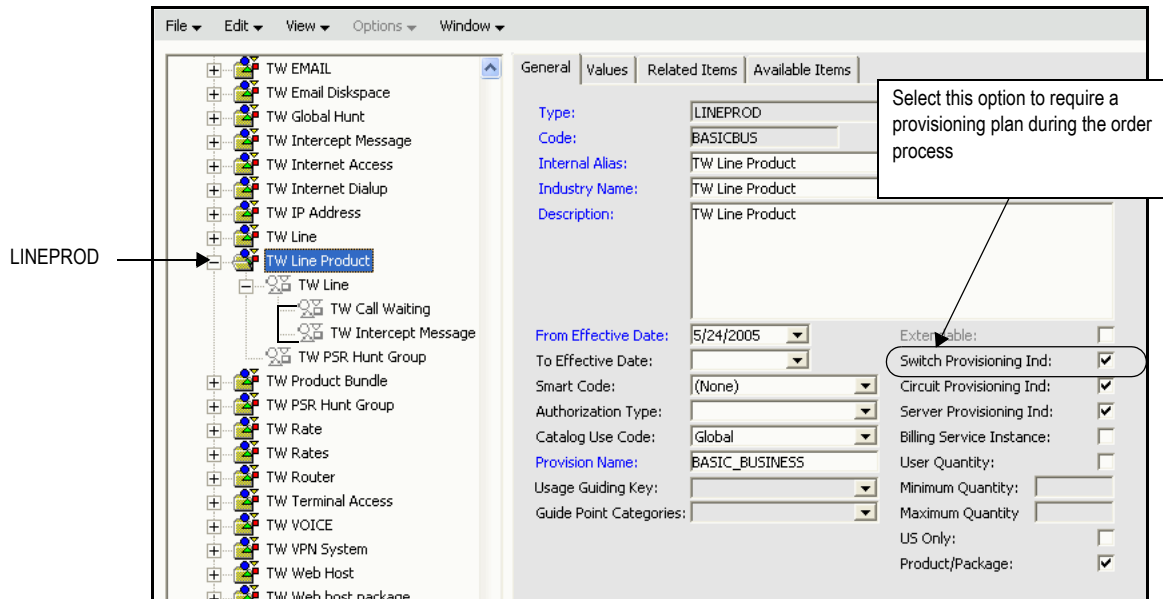 File Edit View Options Window
TW EMAIL
TW Email Diskspace
TW Global Hunt
TW Intercept Message
TW Internet Access
TW Internet Dialup
TW IP Address
TW Line
LINEPROD
TW Line Product
TW Line
TW Call Waiting
TW Intercept Message
TW PSR Hunt Group
TW Product Bundle
TW PSR Hunt Group
TW Rate
TW Rates
TW Router
TW Terminal Access
TW VOICE
TW VPN System
TW Web Host
TW Web host package
General Values Related Items Available Items
Select this option to require a
provisioning plan during the order
process
Type: LINEPROD
Code: BASICBUS
Internal Alias: TW Line Product
Industry Name: TW Line Product
Description: TW Line Product
From Effective Date: 5/24/2005
To Effective Date:
Smart Code: (None)
Authorization Type:
Catalog Use Code: Global
Provision Name: BASIC_BUSINESS
Usage Guiding Key:
Guide Point Categories:
Extendable:
Switch Provisioning Ind:
Circuit Provisioning Ind:
Server Provisioning Ind:
Billing Service Instance:
User Quantity:
Minimum Quantity:
Maximum Quantity
US Only:
Product/Package: